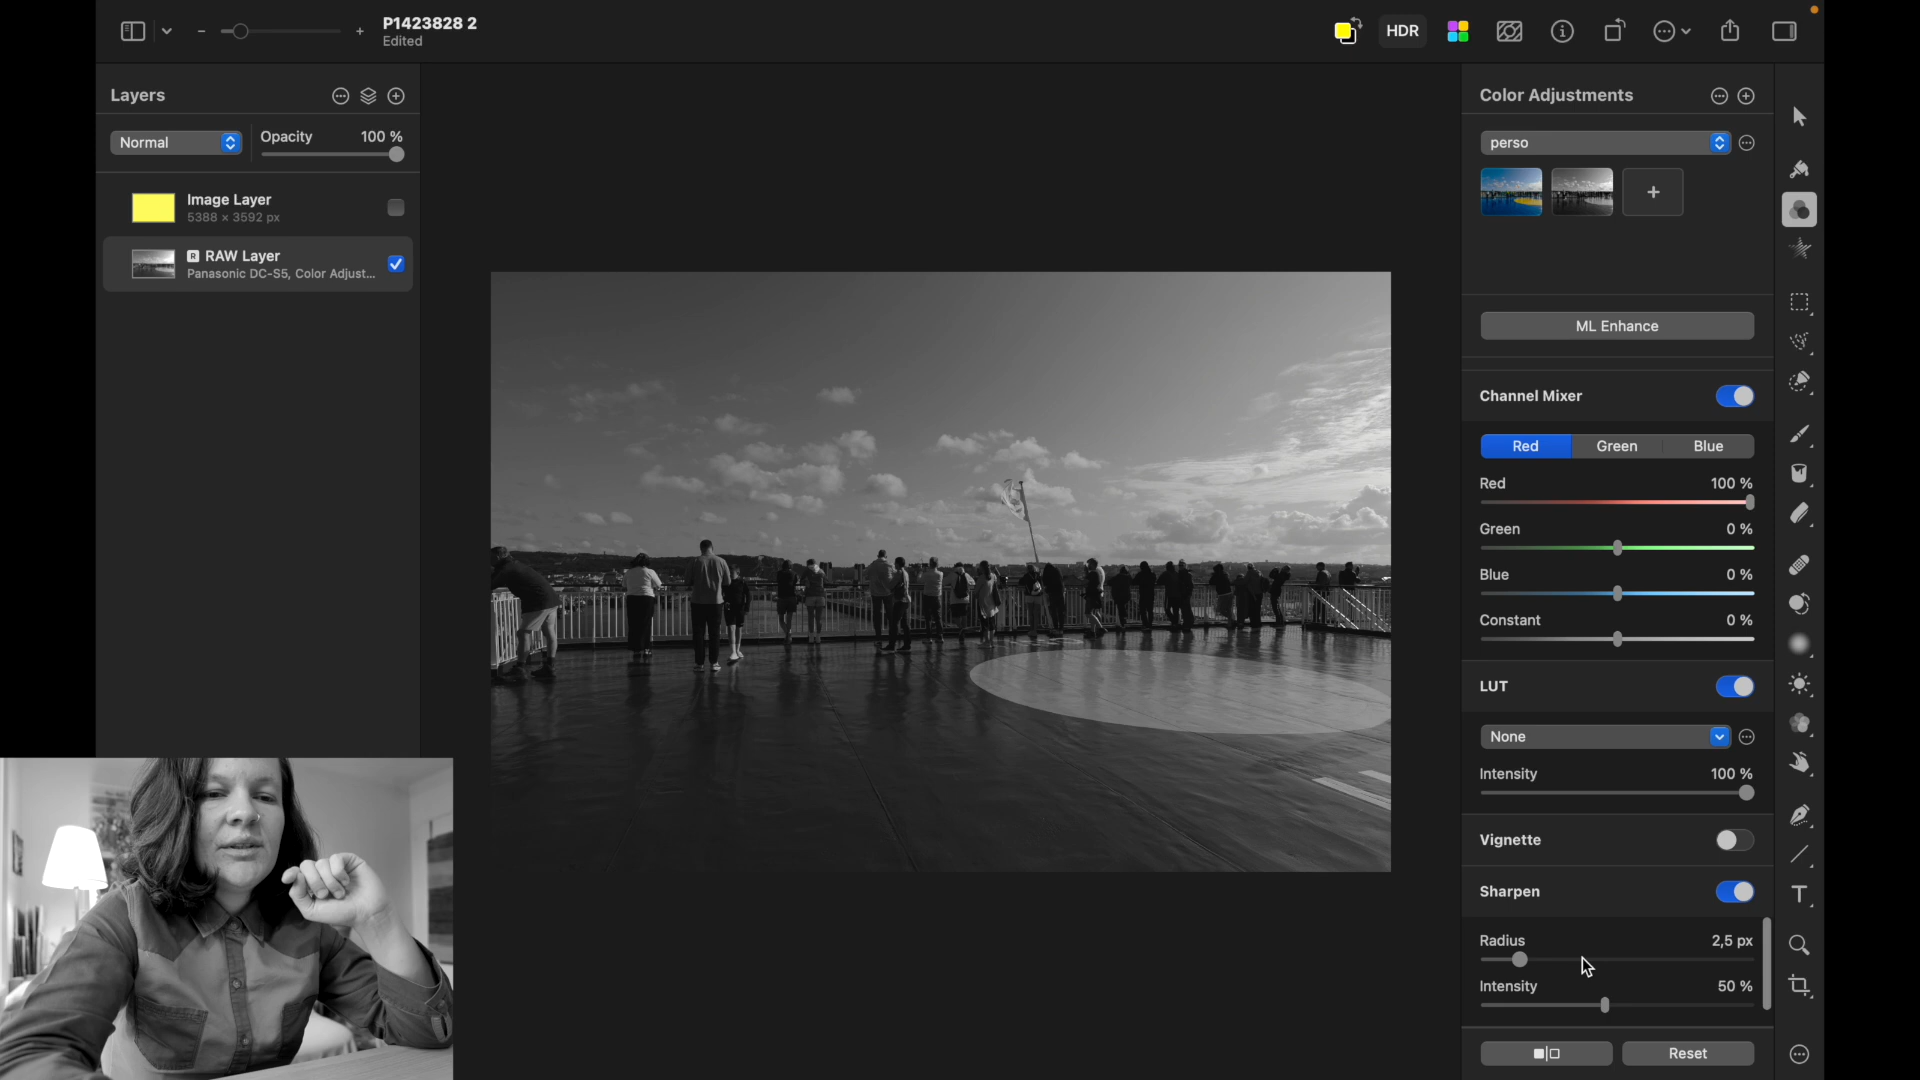 P1423828 2
Edited
HDR
Layers
Normal
Opacity 100 %
Image Layer
5388 × 3592 px
R RAW Layer
Panasonic DC-S5, Color Adjust...
Color Adjustments
perso
ML Enhance
Channel Mixer
Red Green Blue
Red 100 %
Green 0 %
Blue 0 %
Constant 0 %
LUT
None
Intensity 100 %
Vignette
Sharpen
Radius 2,5 px
Intensity 50 %
Reset